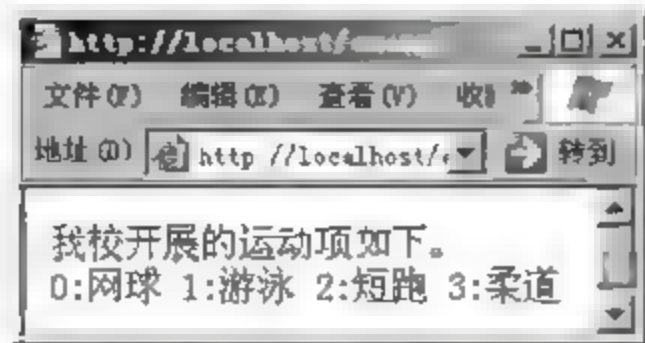 http://localhost/
文件(F) 编辑(E) 查看(V) 收 »
地址(D) http //localhost/ 转到
我校开展的运动项如下。
0:网球 1:游泳 2:短跑 3:柔道